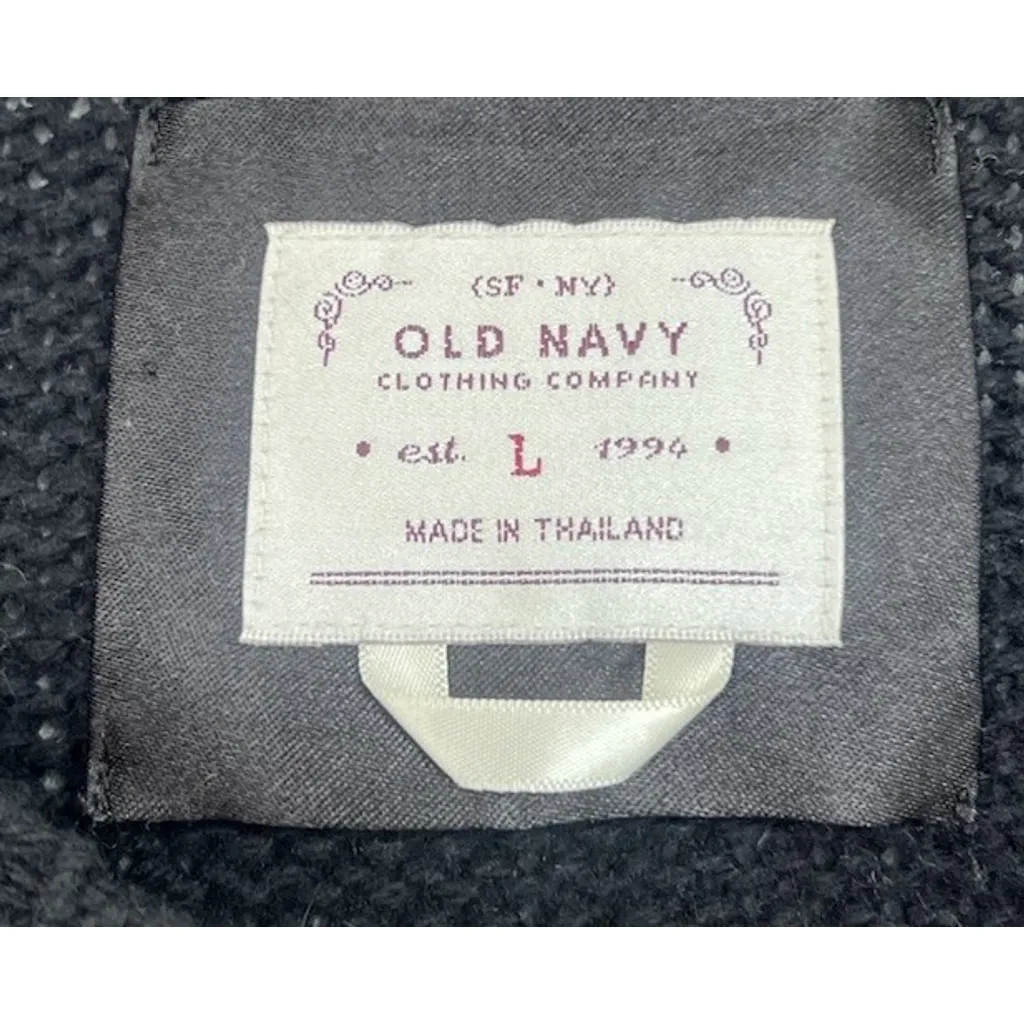 {SF · NY}
OLD NAVY
CLOTHING COMPANY
• est. L 1994 •
MADE IN THAILAND